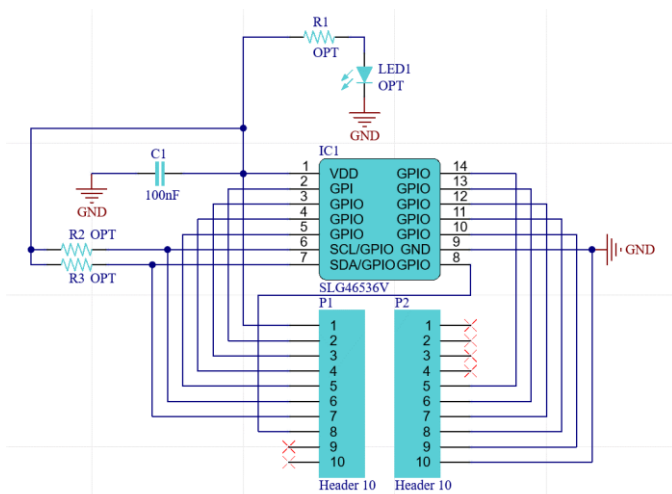 R1
OPT
LED1
OPT
GND
IC1
C1
100nF
GND
1 VDD GPIO 14
2 GPI GPIO 13
3 GPIO GPIO 12
4 GPIO GPIO 11
5 GPIO GPIO 10
6 SCL/GPIO GND 9
7 SDA/GPIO GPIO 8
GND
R2 OPT
R3 OPT
SLG46536V
P1 P2
1 1
2 2
3 3
4 4
5 5
6 6
7 7
8 8
9 9
10 10
Header 10 Header 10